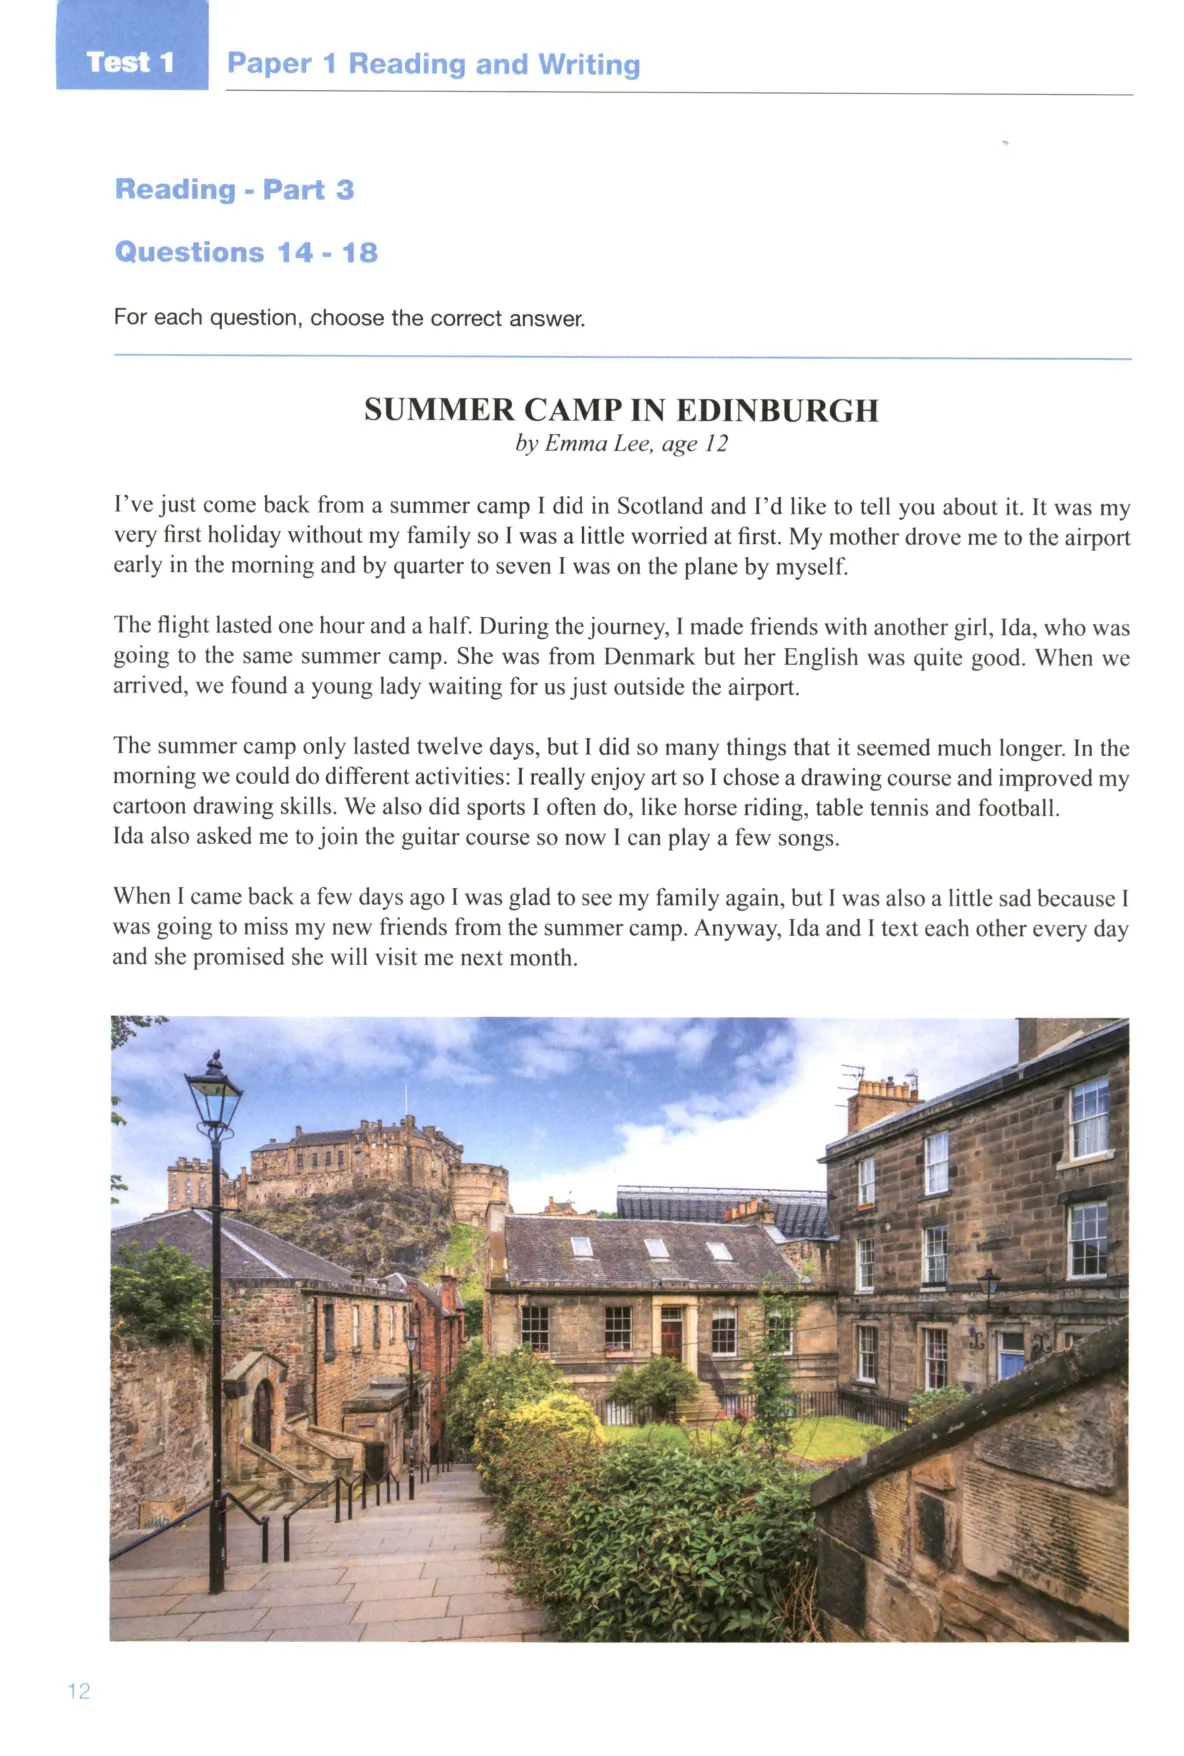 Test 1
Paper 1 Reading and Writing
Reading - Part 3
Questions 14 - 18
For each question, choose the correct answer.
SUMMER CAMP IN EDINBURGH
by Emma Lee, age 12
I've just come back from a summer camp I did in Scotland and I'd like to tell you about it. It was my
very first holiday without my family so I was a little worried at first. My mother drove me to the airport
early in the morning and by quarter to seven I was on the plane by myself.
The flight lasted one hour and a half. During the journey, I made friends with another girl, Ida, who was
going to the same summer camp. She was from Denmark but her English was quite good. When we
arrived, we found a young lady waiting for us just outside the airport.
The summer camp only lasted twelve days, but I did so many things that it seemed much longer. In the
morning we could do different activities: I really enjoy art so I chose a drawing course and improved my
cartoon drawing skills. We also did sports I often do, like horse riding, table tennis and football.
Ida also asked me to join the guitar course so now I can play a few songs.
When I came back a few days ago I was glad to see my family again, but I was also a little sad because I
was going to miss my new friends from the summer camp. Anyway, Ida and I text each other every day
and she promised she will visit me next month.
12